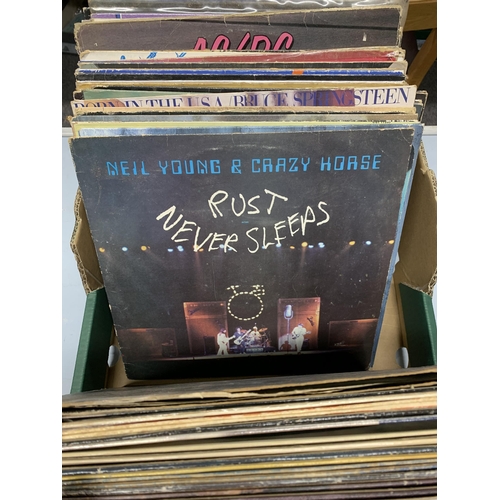 AC/DC
BORN IN THE U.S.A./BRUCE SPRINGSTEEN
NEIL YOUNG & CRAZY HORSE
RUST
NEVER SLEEPS